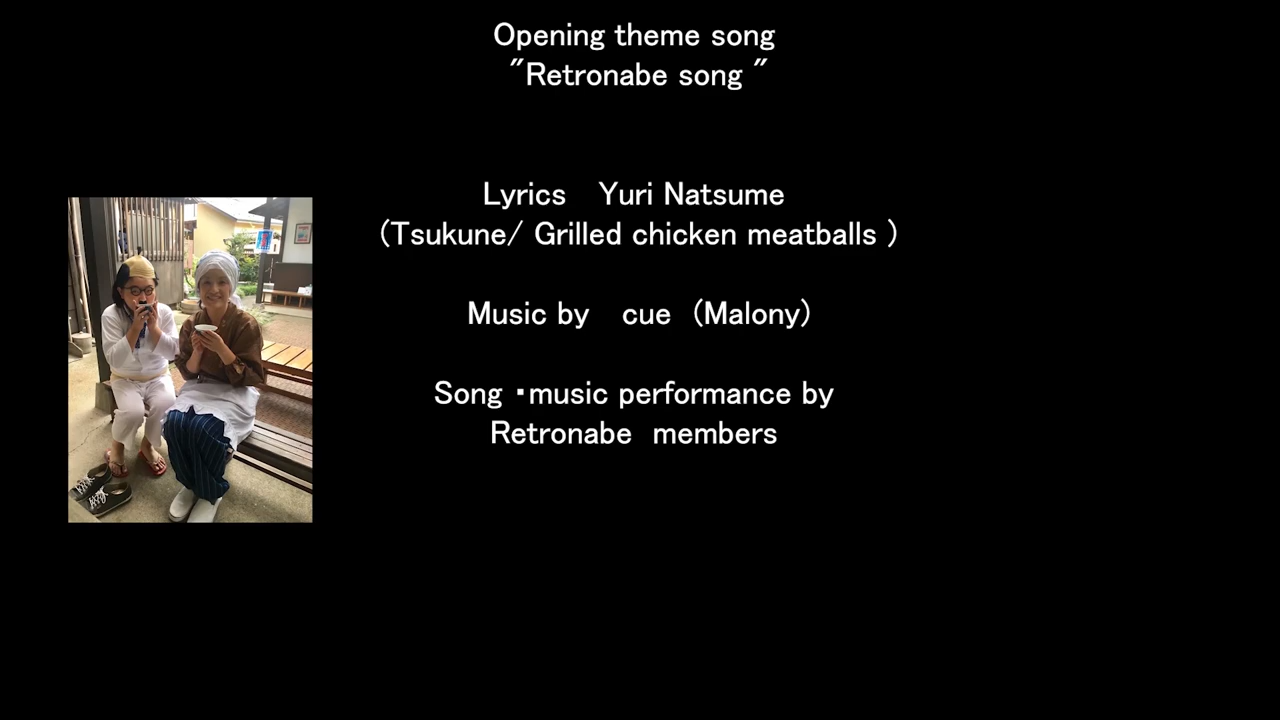 Opening theme song
"Retronabe song "
Lyrics Yuri Natsume
(Tsukune/ Grilled chicken meatballs )
Music by cue (Malony)
Song ・music performance by
Retronabe members